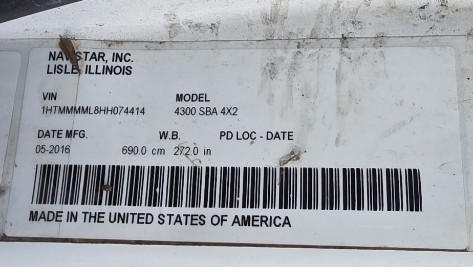 NAVISTAR, INC.
LISLE, ILLINOIS
VIN MODEL
1HTMMMML8HH074414 4300 SBA 4X2
DATE MFG. W.B. PD LOC - DATE
05-2016 690.0 cm 272.0 in
MADE IN THE UNITED STATES OF AMERICA